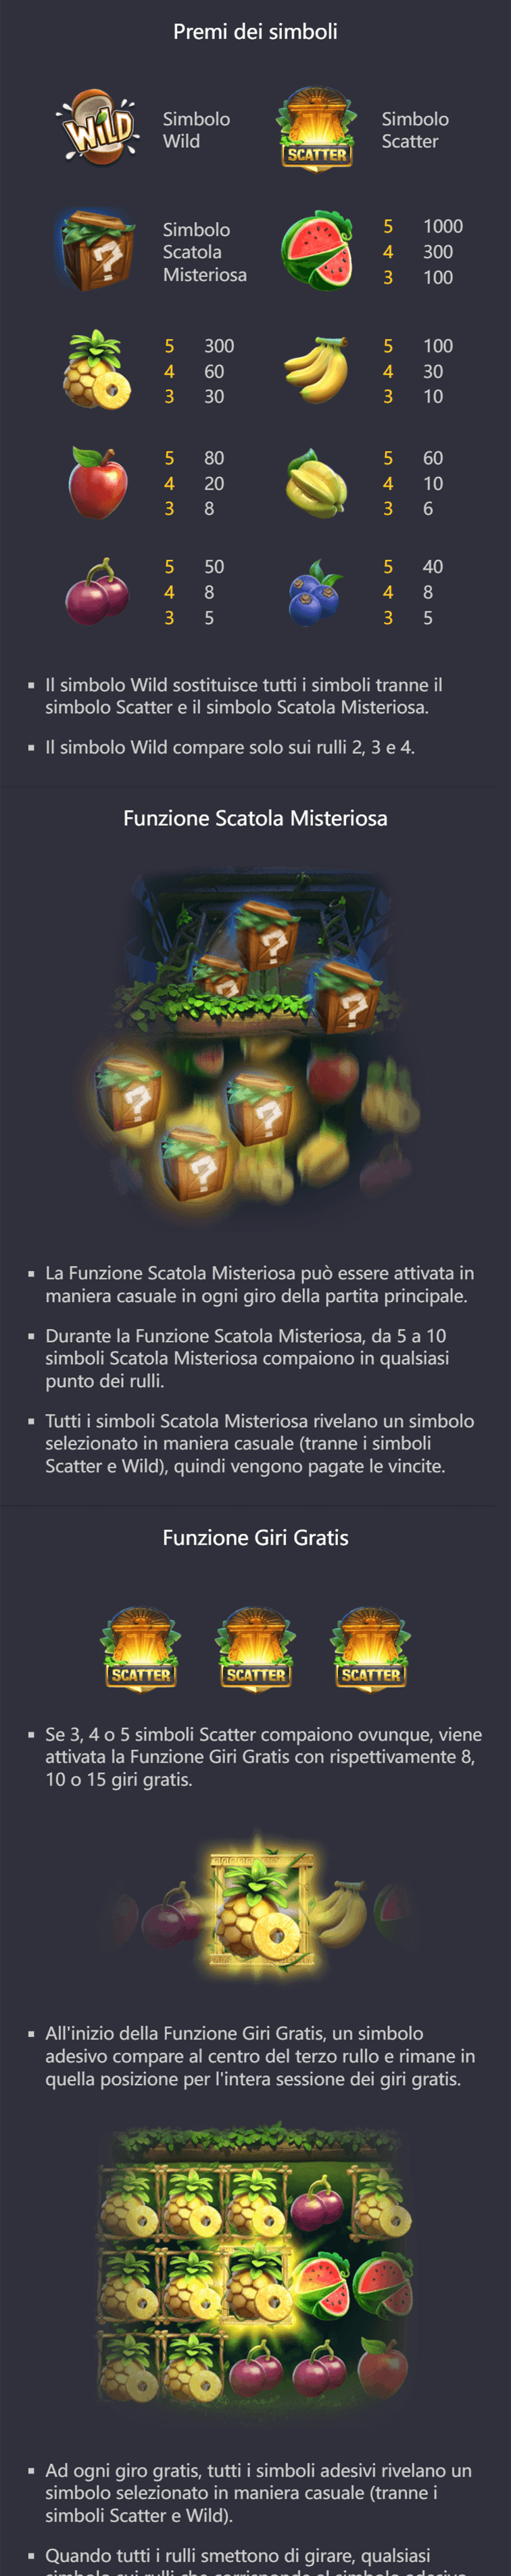 Premi dei simboli
WILD
Simbolo
Wild
SCATTER
Simbolo
Scatter
?
Simbolo
Scatola
Misteriosa
5 1000
4 300
3 100
5 300
4 60
3 30
5 100
4 30
3 10
5 80
4 20
3 8
5 60
4 10
3 6
5 50
4 8
3 5
5 40
4 8
3 5
▪ Il simbolo Wild sostituisce tutti i simboli tranne il
simbolo Scatter e il simbolo Scatola Misteriosa.
▪ Il simbolo Wild compare solo sui rulli 2, 3 e 4.
Funzione Scatola Misteriosa
?
?
?
?
?
?
▪ La Funzione Scatola Misteriosa può essere attivata in
maniera casuale in ogni giro della partita principale.
▪ Durante la Funzione Scatola Misteriosa, da 5 a 10
simboli Scatola Misteriosa compaiono in qualsiasi
punto dei rulli.
▪ Tutti i simboli Scatola Misteriosa rivelano un simbolo
selezionato in maniera casuale (tranne i simboli
Scatter e Wild), quindi vengono pagate le vincite.
Funzione Giri Gratis
SCATTER SCATTER SCATTER
▪ Se 3, 4 o 5 simboli Scatter compaiono ovunque, viene
attivata la Funzione Giri Gratis con rispettivamente 8,
10 o 15 giri gratis.
▪ All'inizio della Funzione Giri Gratis, un simbolo
adesivo compare al centro del terzo rullo e rimane in
quella posizione per l'intera sessione dei giri gratis.
▪ Ad ogni giro gratis, tutti i simboli adesivi rivelano un
simbolo selezionato in maniera casuale (tranne i
simboli Scatter e Wild).
▪ Quando tutti i rulli smettono di girare, qualsiasi